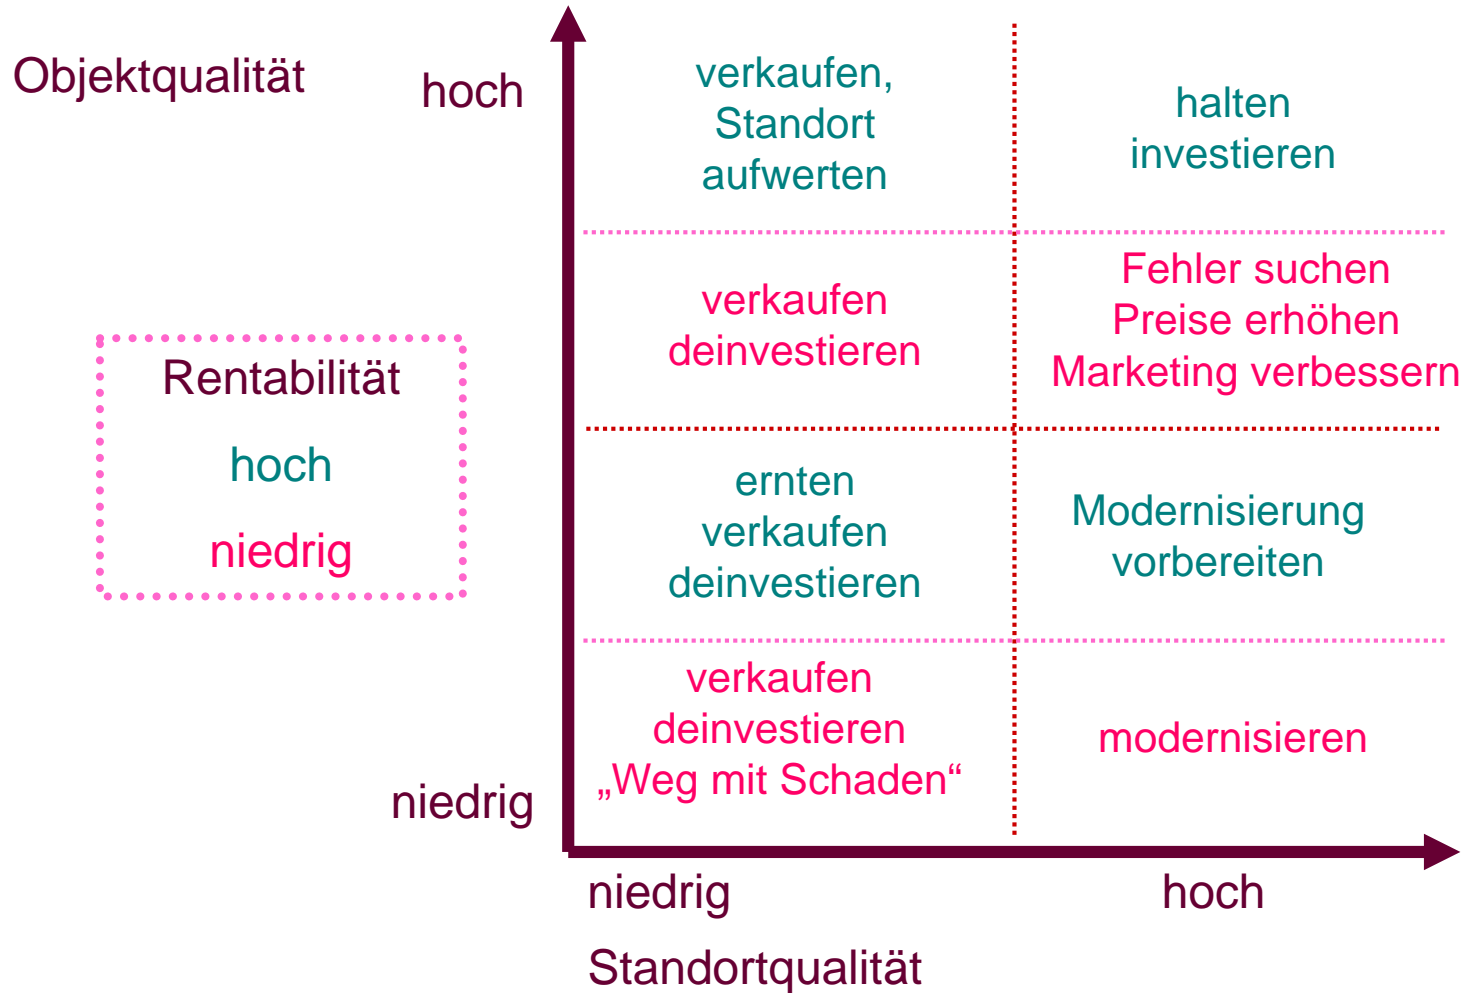 Objektqualität
hoch
verkaufen,
Standort
aufwerten
halten
investieren
verkaufen
deinvestieren
Fehler suchen
Preise erhöhen
Marketing verbessern
Rentabilität
hoch
niedrig
ernten
verkaufen
deinvestieren
Modernisierung
vorbereiten
verkaufen
deinvestieren
„Weg mit Schaden“
modernisieren
niedrig
niedrig
hoch
Standortqualität